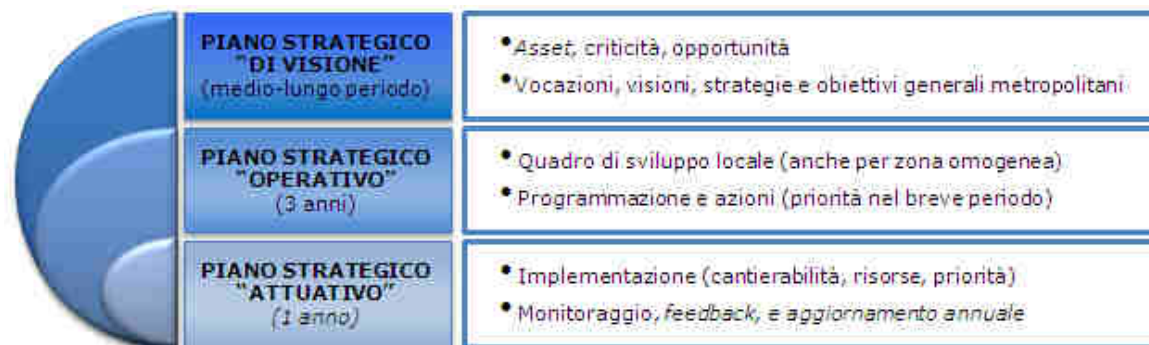 PIANO STRATEGICO
"DI VISIONE"
(medio-lungo periodo)
• Asset, criticità, opportunità
• Vocazioni, visioni, strategie e obiettivi generali metropolitani
PIANO STRATEGICO
"OPERATIVO"
(3 anni)
• Quadro di sviluppo locale (anche per zona omogenea)
• Programmazione e azioni (priorità nel breve periodo)
PIANO STRATEGICO
"ATTUATIVO"
(1 anno)
• Implementazione (cantierabilità, risorse, priorità)
• Monitoraggio, feedback, e aggiornamento annuale